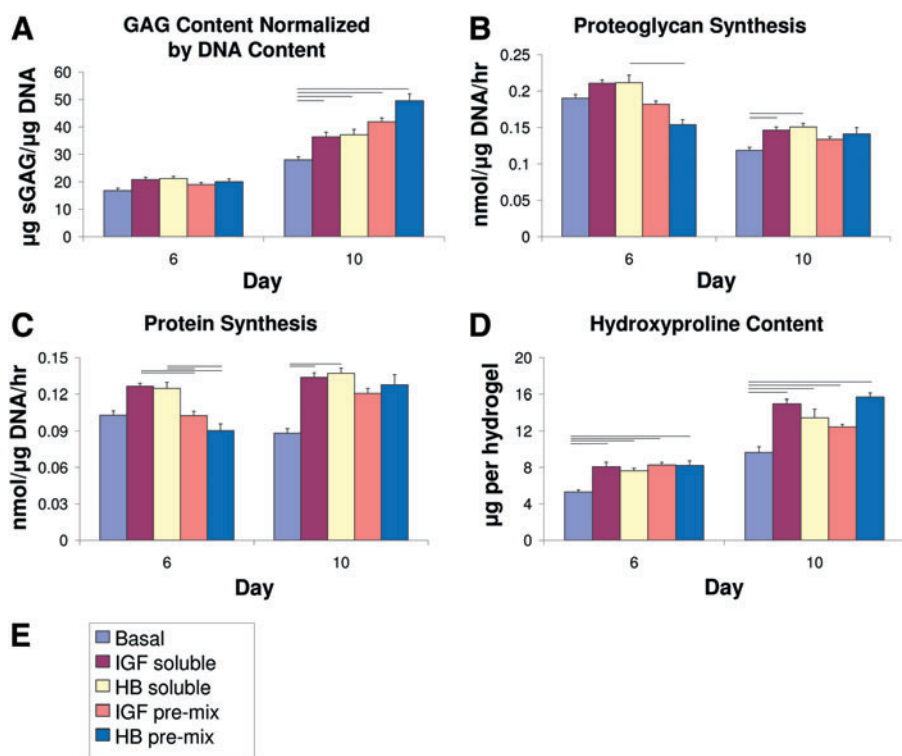 A
GAG Content Normalized
by DNA Content
µg sGAG/µg DNA
60
50
40
30
20
10
0
6
10
Day
B
Proteoglycan Synthesis
nmol/µg DNA/hr
0.25
0.2
0.15
0.1
0.05
0
6
10
Day
C
Protein Synthesis
nmol/µg DNA/hr
0.15
0.12
0.09
0.06
0.03
0
6
10
Day
D
Hydroxyproline Content
µg per hydrogel
20
16
12
8
4
0
6
10
Day
E
Basal
IGF soluble
HB soluble
IGF pre-mix
HB pre-mix